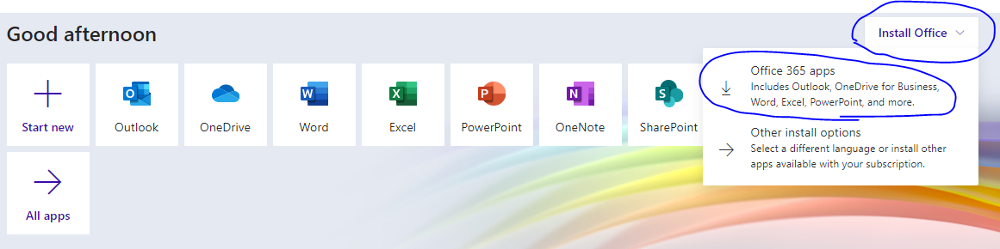 Good afternoon
Install Office
Start new
Outlook
OneDrive
Word
Excel
PowerPoint
OneNote
SharePoint
Office 365 apps
Includes Outlook, OneDrive for Business,
Word, Excel, PowerPoint, and more.
Other install options
Select a different language or install other
apps available with your subscription.
All apps